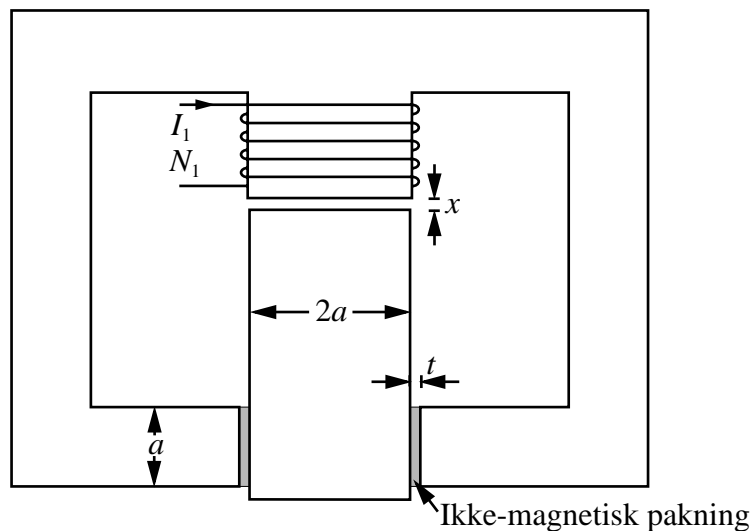 I₁
N₁
x
2a
t
a
Ikke-magnetisk pakning